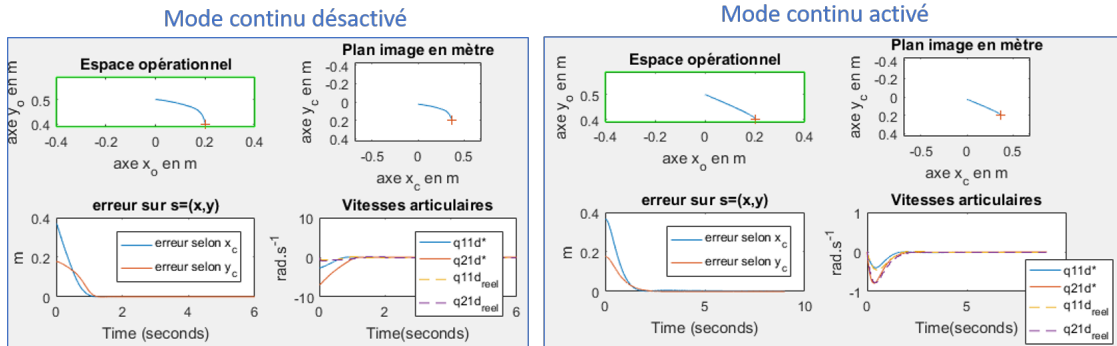 Mode continu désactivé
Espace opérationnel
axe y_o en m
0.5
0.4
-0.4 -0.2 0 0.2 0.4
axe x_o en m
Plan image en mètre
axe y_c en m
-0.4
-0.2
0
0.2
0.4
-0.5 0 0.5
axe x_c en m
erreur sur s=(x,y)
m
0.4
0.2
0
erreur selon x_c
erreur selon y_c
0 2 4 6
Time (seconds)
Vitesses articulaires
rad.s^-1
10
0
-10
q11d*
q21d*
q11d_reel
q21d_reel
0 2 4 6
Time(seconds)
Mode continu activé
Espace opérationnel
axe y_o en m
0.5
0.4
-0.4 -0.2 0 0.2 0.4
axe x_o en m
Plan image en mètre
axe y_c en m
-0.4
-0.2
0
0.2
0.4
-0.5 0 0.5
axe x_c en m
erreur sur s=(x,y)
m
0.4
0.2
0
erreur selon x_c
erreur selon y_c
0 5 10
Time (seconds)
Vitesses articulaires
rad.s^-1
1
0
-1
0 5
Time(seconds)
q11d*
q21d*
q11d_reel
q21d_reel